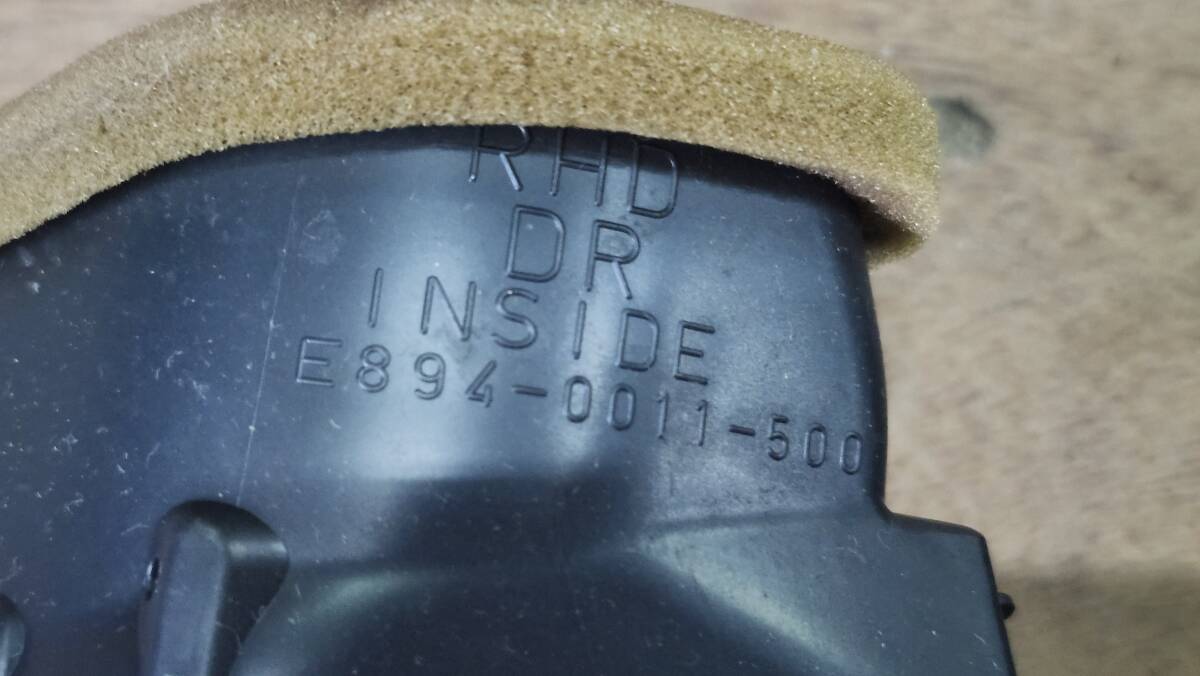 RHD
DR
INSIDE
E894-0011-500